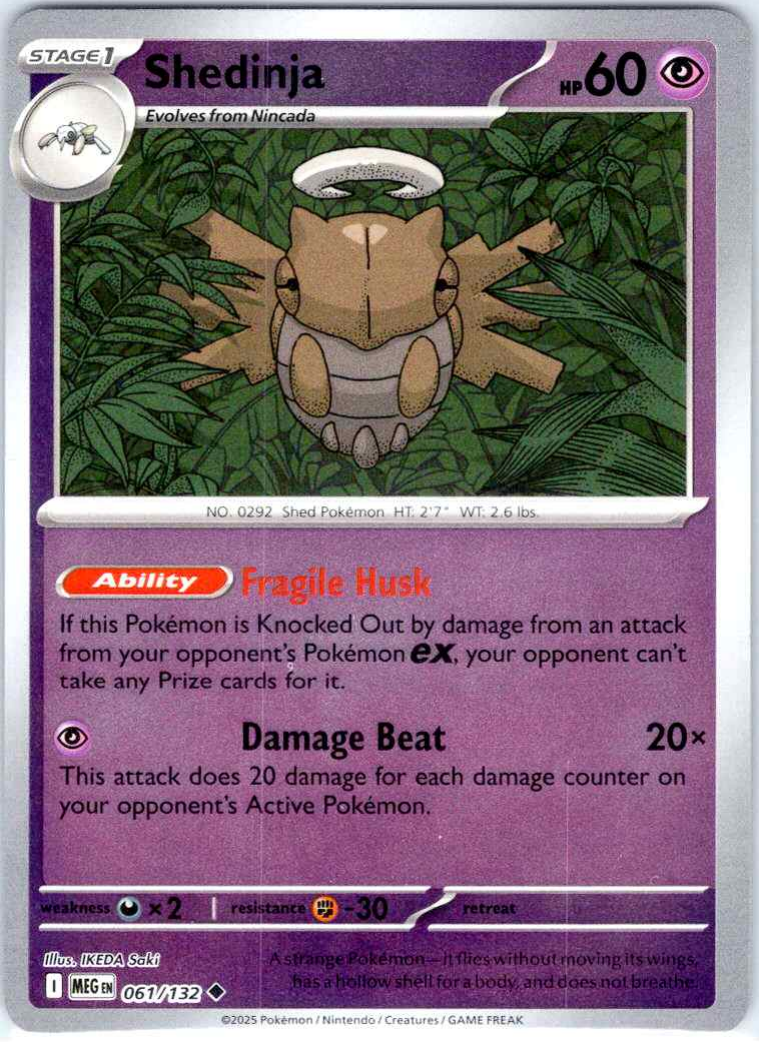 STAGE 1
Shedinja
HP 60
Evolves from Nincada
NO. 0292 Shed Pokémon HT: 2'7" WT: 2.6 lbs.
Ability Fragile Husk
If this Pokémon is Knocked Out by damage from an attack
from your opponent's Pokémon ex, your opponent can't
take any Prize cards for it.
Damage Beat 20×
This attack does 20 damage for each damage counter on
your opponent's Active Pokémon.
weakness ×2 resistance -30 retreat
Illus. IKEDA Saki
A strange Pokémon—it flies without moving its wings,
has a hollow shell for a body, and does not breathe.
I MEG EN 061/132
©2025 Pokémon / Nintendo / Creatures / GAME FREAK